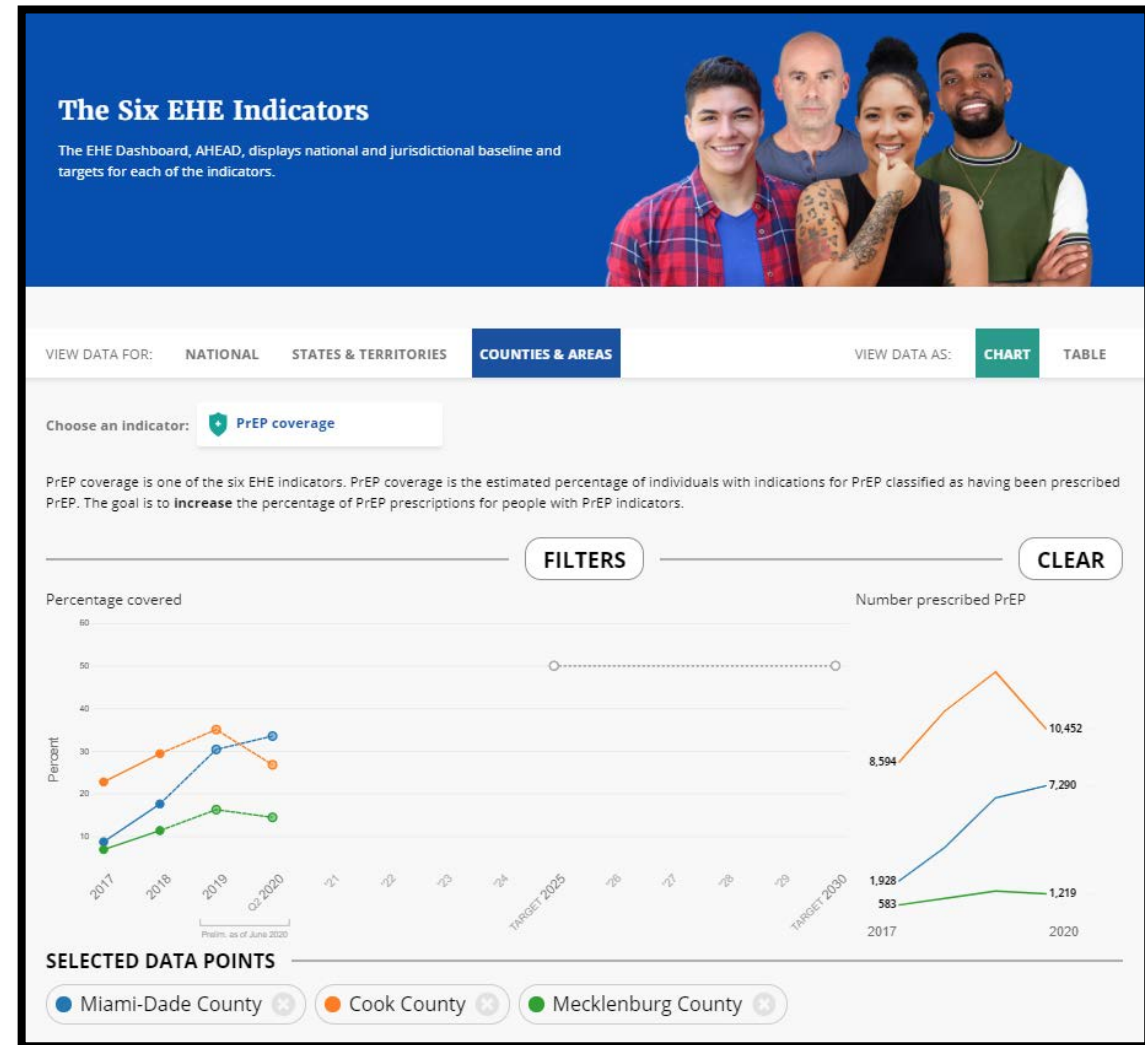 The Six EHE Indicators
The EHE Dashboard, AHEAD, displays national and jurisdictional baseline and
targets for each of the indicators.
VIEW DATA FOR: NATIONAL STATES & TERRITORIES COUNTIES & AREAS VIEW DATA AS: CHART TABLE
Choose an indicator: PrEP coverage
PrEP coverage is one of the six EHE indicators. PrEP coverage is the estimated percentage of individuals with indications for PrEP classified as having been prescribed
PrEP. The goal is to increase the percentage of PrEP prescriptions for people with PrEP indicators.
FILTERS CLEAR
Percentage covered
60
50
40
30
20
10
Percent
2017 2018 2019 Q2 2020 '21 '22 '23 '24 TARGET 2025 '26 '27 '28 '29 TARGET 2030
Prelim. as of June 2020
Number prescribed PrEP
10,452
8,594
7,290
1,928
583
1,219
2017 2020
SELECTED DATA POINTS
Miami-Dade County Cook County Mecklenburg County